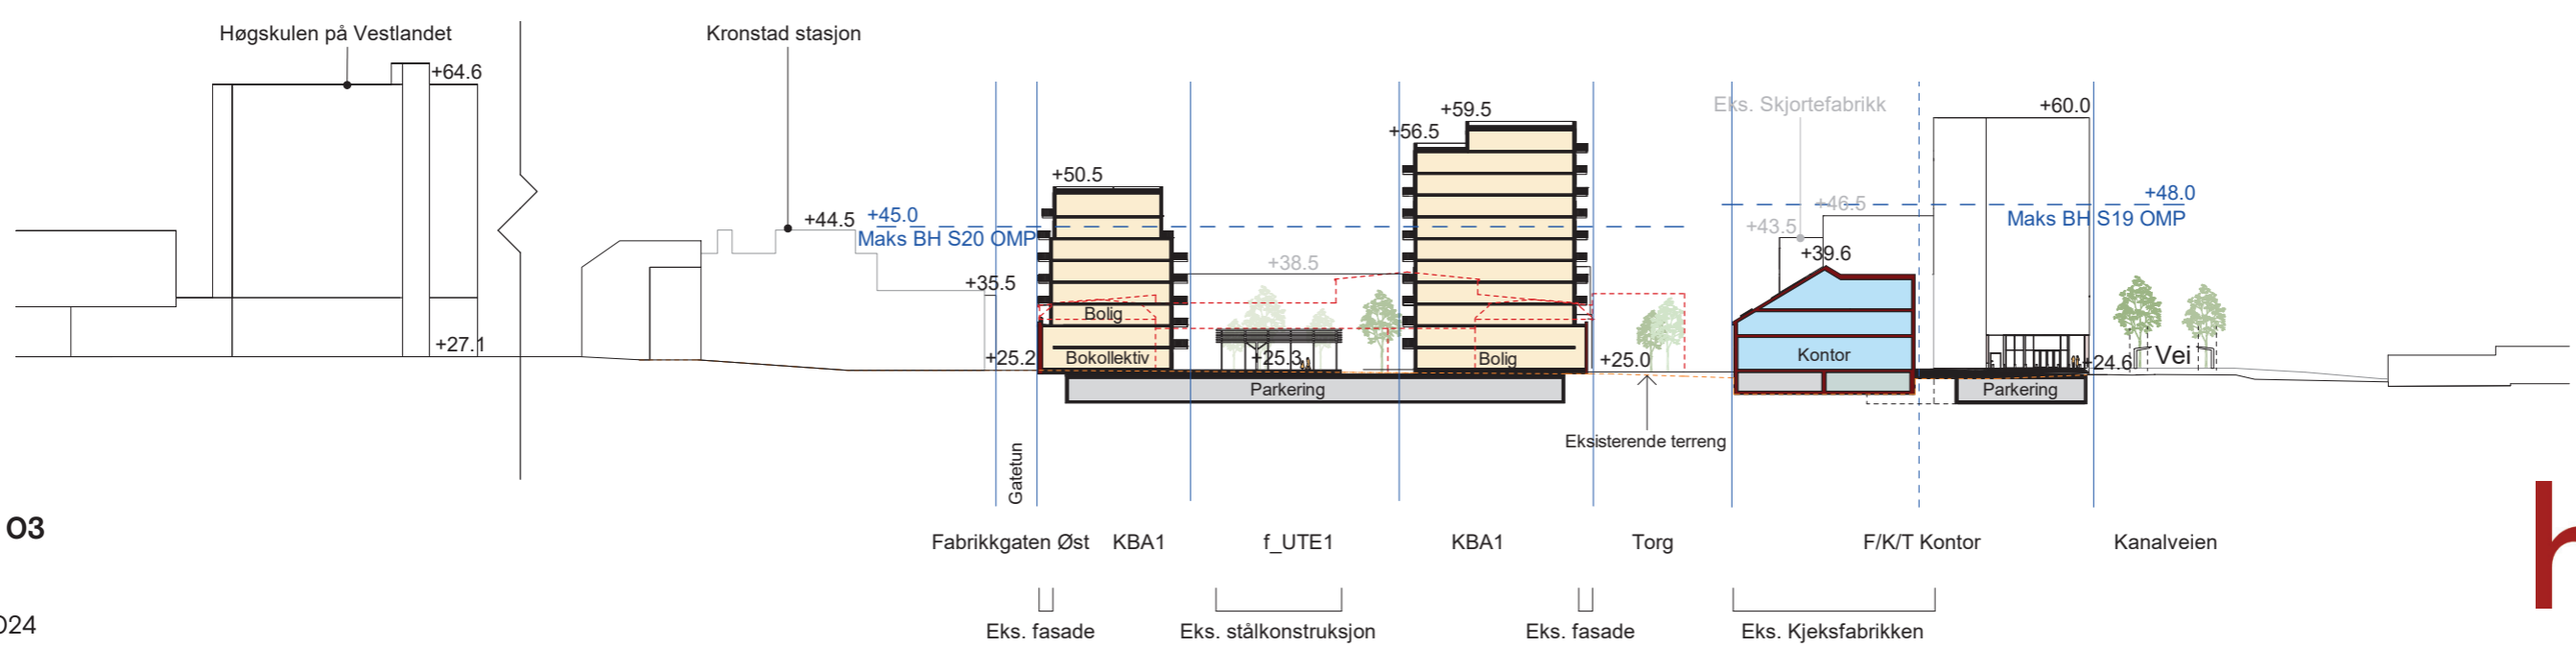 Høgskulen på Vestlandet
Kronstad stasjon
+64.6
+59.5
Eks. Skjortefabrikk
+60.0
+56.5
+50.5
+48.0
+46.5
+44.5
+45.0
Maks BH S19 OMP
+43.5
Maks BH S20 OMP
+39.6
+38.5
+35.5
Bolig
+27.1
+25.2
Bokollektiv
+25.3
Bolig
+25.0
Kontor
+24.6
Vei
Parkering
Parkering
Eksisterende terreng
Gatetun
03
Fabrikkgaten Øst
KBA1
f_UTE1
KBA1
Torg
F/K/T Kontor
Kanalveien
h
024
Eks. fasade
Eks. stålkonstruksjon
Eks. fasade
Eks. Kjeksfabrikken